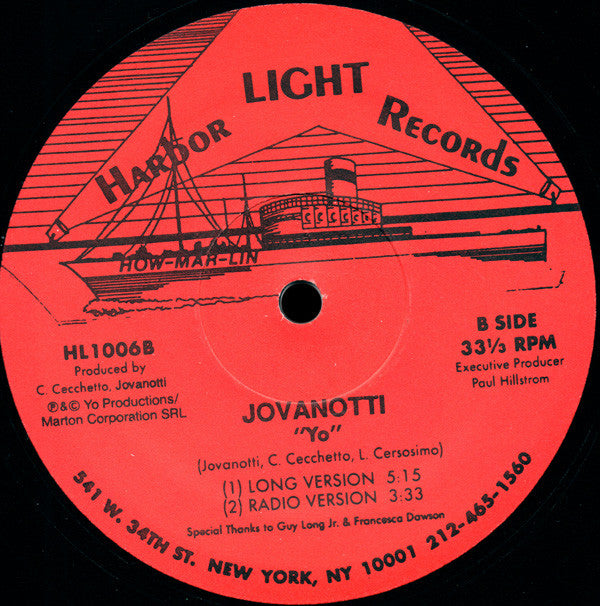 Harbor LIGHT Records
HOW-MAR-LIN
HL1006B
Produced by
C. Cecchetto, Jovanotti
℗&© Yo Productions/
Marton Corporation SRL
B SIDE
33⅓ RPM
Executive Producer
Paul Hillstrom
JOVANOTTI
"Yo"
(Jovanotti, C. Cecchetto, L. Cersosimo)
(1) LONG VERSION 5:15
(2) RADIO VERSION 3:33
Special Thanks to Guy Long Jr. & Francesca Dawson
541 W. 34TH ST. NEW YORK, NY 10001 212-465-1560